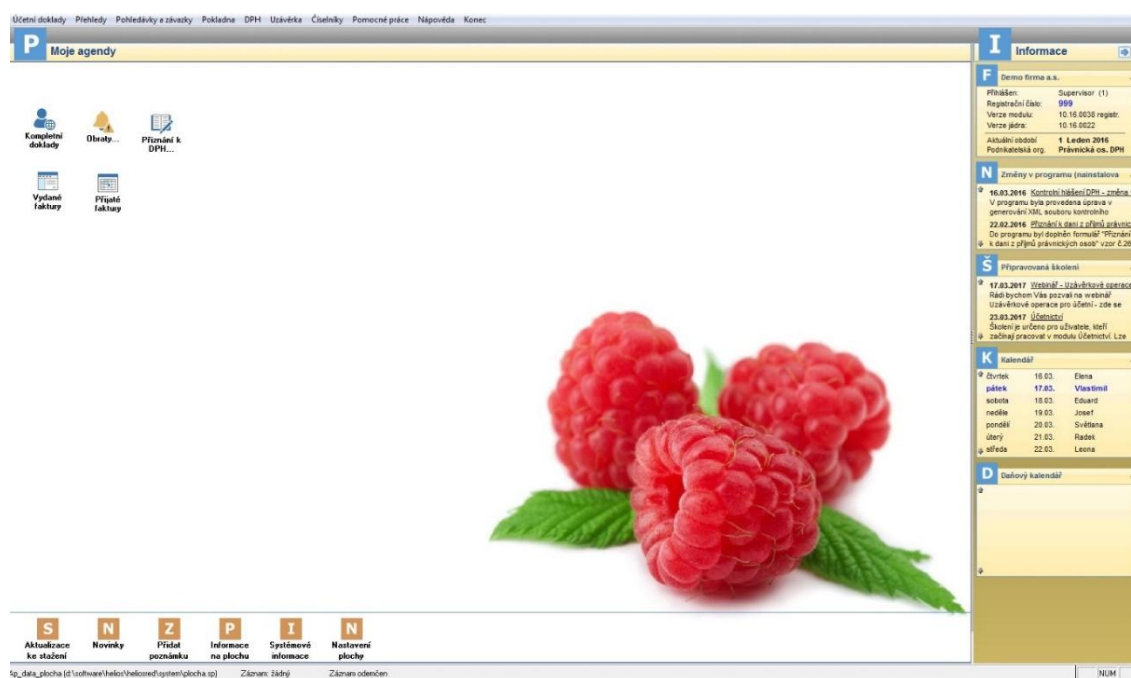 Účetní doklady Přehledy Pohledávky a závazky Pokladna DPH Uzávěrka Číselníky Pomocné práce Nápověda Konec
P Moje agendy
Kompletní doklady
Obraty...
Přiznání k DPH...
Vydané faktury
Přijaté faktury
I Informace
F Demo firma a.s.
Přihlášen: Supervisor (1)
Registrační číslo: 999
Verze modulu: 10.16.0038 registr.
Verze jádra: 10.16.0022
Aktuální období 1 Leden 2016
Podnikatelská org. Právnická os. DPH
N Změny v programu (nainstalova
16.03.2016 Kontrolní hlášení DPH - změna
V programu byla provedena úprava v
generování XML souboru kontrolního
22.02.2016 Přiznání k dani z příjmů právnic
Do programu byl doplněn formulář "Přiznání
k dani z příjmů právnických osob" vzor č.26
Š Připravovaná školení
17.03.2017 Webinář - Uzávěrkové operace
Rádi bychom Vás pozvali na webinář
Uzávěrkové operace pro účetní - zde se
23.03.2017 Účetnictví
Školení je určeno pro uživatele, kteří
začínají pracovat v modulu Účetnictví. Lze
K Kalendář
čtvrtek 16.03. Elena
pátek 17.03. Vlastimil
sobota 18.03. Eduard
neděle 19.03. Josef
pondělí 20.03. Světlana
úterý 21.03. Radek
středa 22.03. Leona
D Daňový kalendář
S Aktualizace ke stažení
N Novinky
Z Přidat poznámku
P Informace na plochu
I Systémové informace
N Nastavení plochy
p_data_plocha (d:\software\helios\heliosred\system\plocha.sp) Záznam: žádný Záznam odemčen NUM